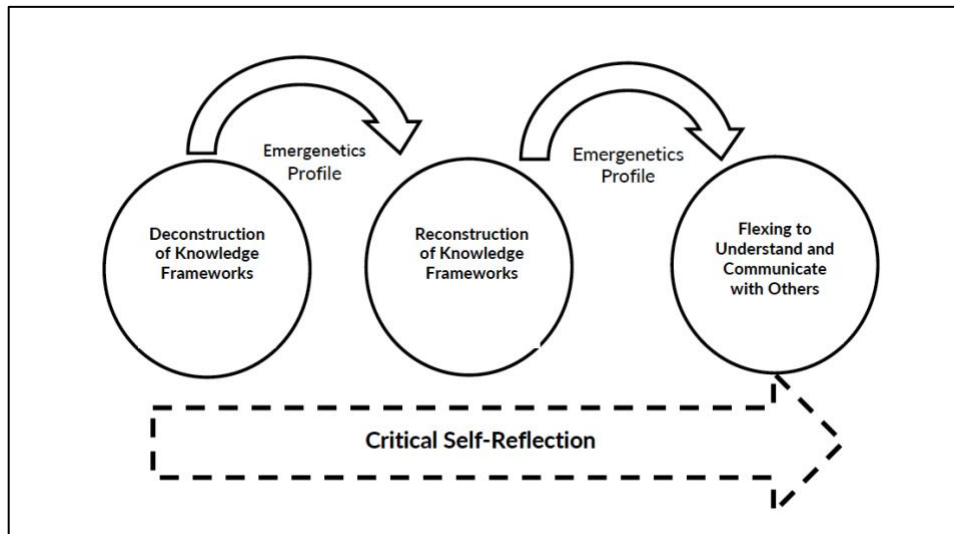 Emergenetics
Profile
Emergenetics
Profile
Deconstruction
of Knowledge
Frameworks
Reconstruction
of Knowledge
Frameworks
Flexing to
Understand and
Communicate
with Others
Critical Self-Reflection